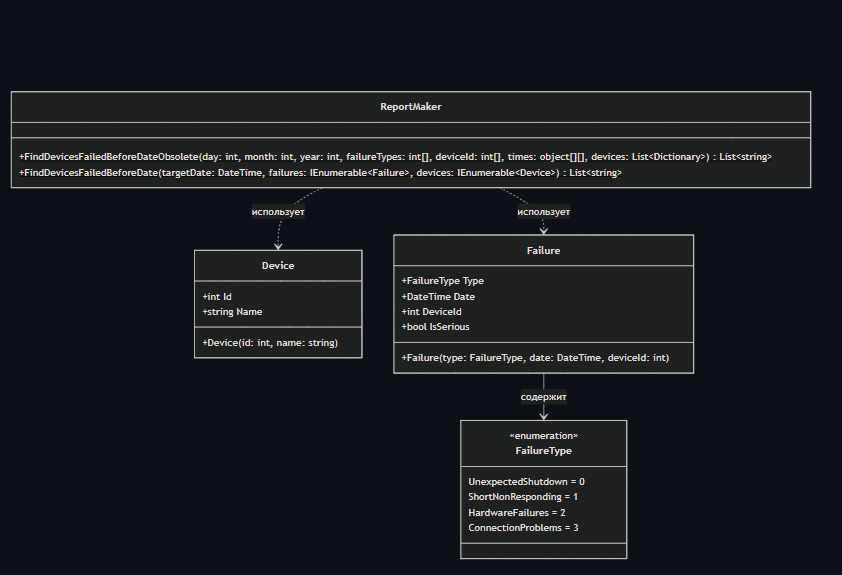 ReportMaker
+FindDevicesFailedBeforeDateObsolete(day: int, month: int, year: int, failureTypes: int[], deviceId: int[], times: object[][], devices: List<Dictionary>) : List<string>
+FindDevicesFailedBeforeDate(targetDate: DateTime, failures: IEnumerable<Failure>, devices: IEnumerable<Device>) : List<string>
использует
использует
Device
+int Id
+string Name
+Device(id: int, name: string)
Failure
+FailureType Type
+DateTime Date
+int DeviceId
+bool IsSerious
+Failure(type: FailureType, date: DateTime, deviceId: int)
содержит
«enumeration»
FailureType
UnexpectedShutdown = 0
ShortNonResponding = 1
HardwareFailures = 2
ConnectionProblems = 3